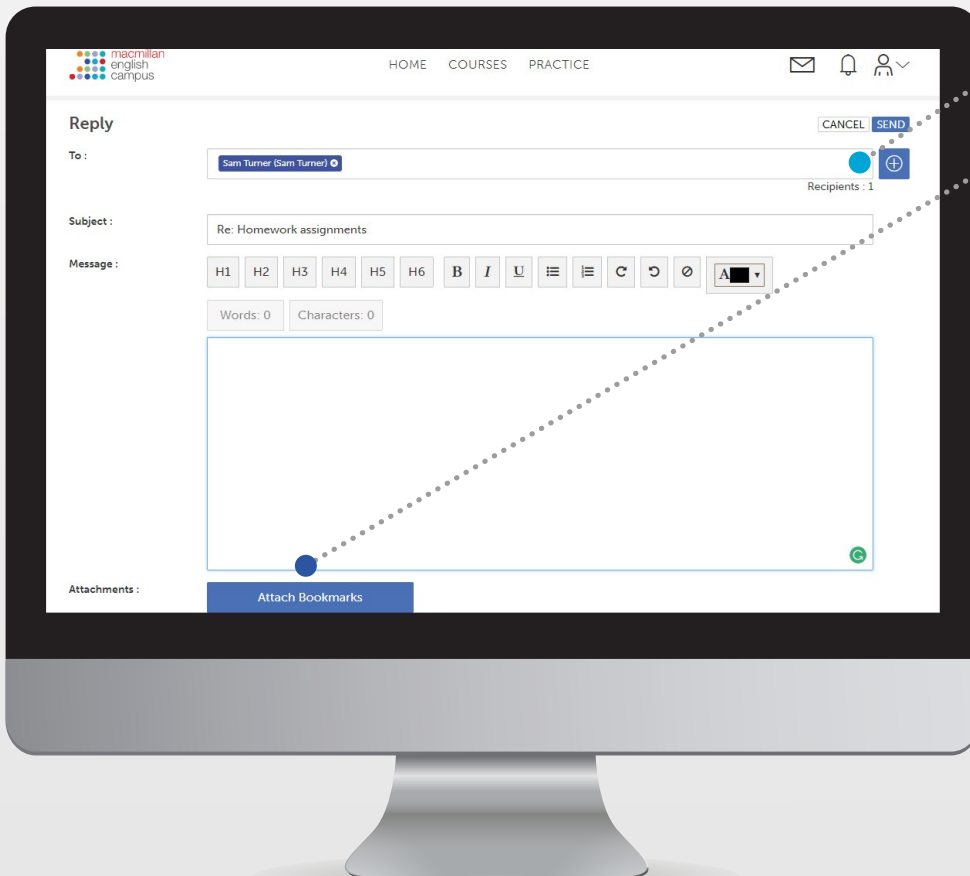 macmillan
english
campus
HOME COURSES PRACTICE
Reply
CANCEL SEND
To :
Sam Turner (Sam Turner)
Recipients : 1
Subject :
Re: Homework assignments
Message :
H1 H2 H3 H4 H5 H6 B I U A
Words: 0 Characters: 0
Attachments :
Attach Bookmarks